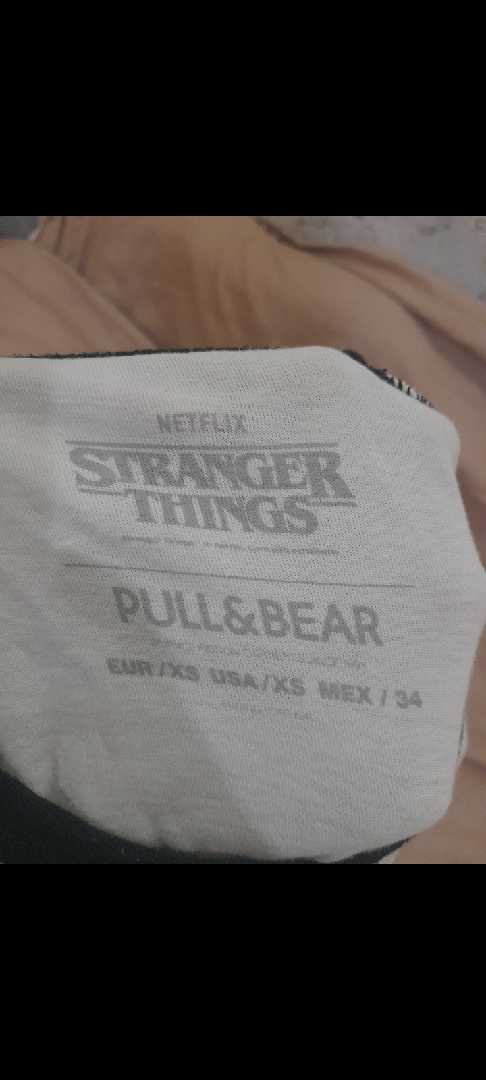 NETFLIX
STRANGER
THINGS
PULL&BEAR
EUR/XS USA/XS MEX/34